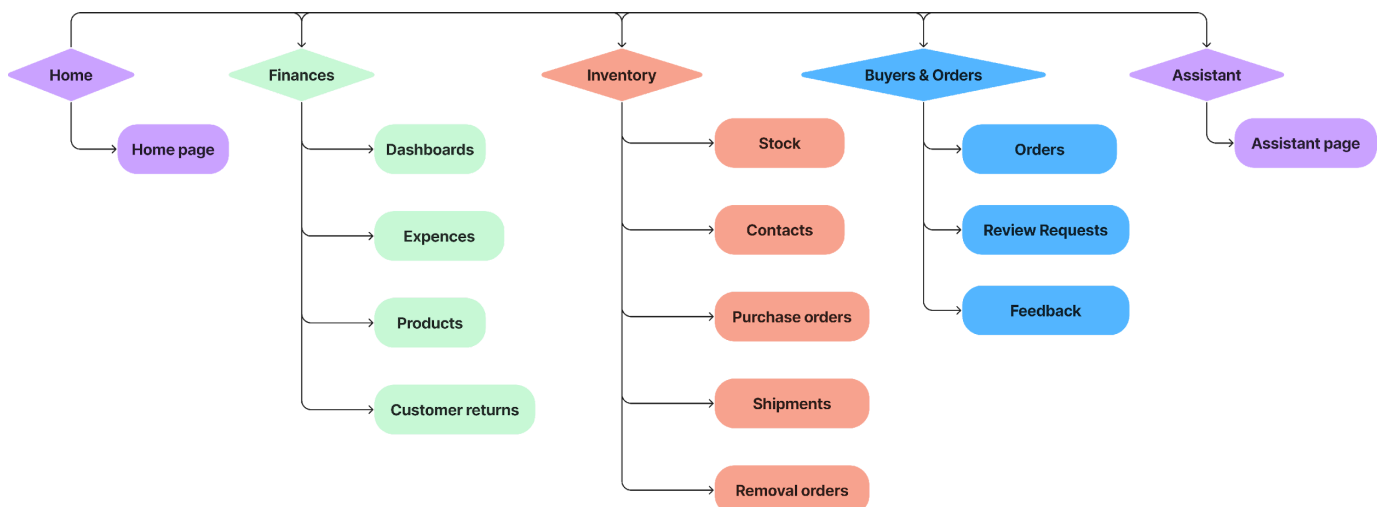 Home
Finances
Inventory
Buyers & Orders
Assistant
Home page
Dashboards
Expences
Products
Customer returns
Stock
Contacts
Purchase orders
Shipments
Removal orders
Orders
Review Requests
Feedback
Assistant page